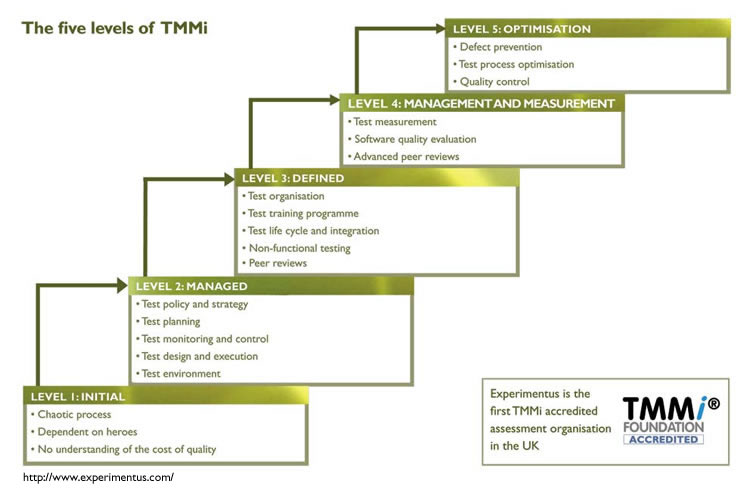 The five levels of TMMi
LEVEL 5: OPTIMISATION
• Defect prevention
• Test process optimisation
• Quality control
LEVEL 4: MANAGEMENT AND MEASUREMENT
• Test measurement
• Software quality evaluation
• Advanced peer reviews
LEVEL 3: DEFINED
• Test organisation
• Test training programme
• Test life cycle and integration
• Non-functional testing
• Peer reviews
LEVEL 2: MANAGED
• Test policy and strategy
• Test planning
• Test monitoring and control
• Test design and execution
• Test environment
LEVEL 1: INITIAL
• Chaotic process
• Dependent on heroes
• No understanding of the cost of quality
Experimentus is the
first TMMi accredited
assessment organisation
in the UK
TMMi®
FOUNDATION
ACCREDITED
http://www.experimentus.com/